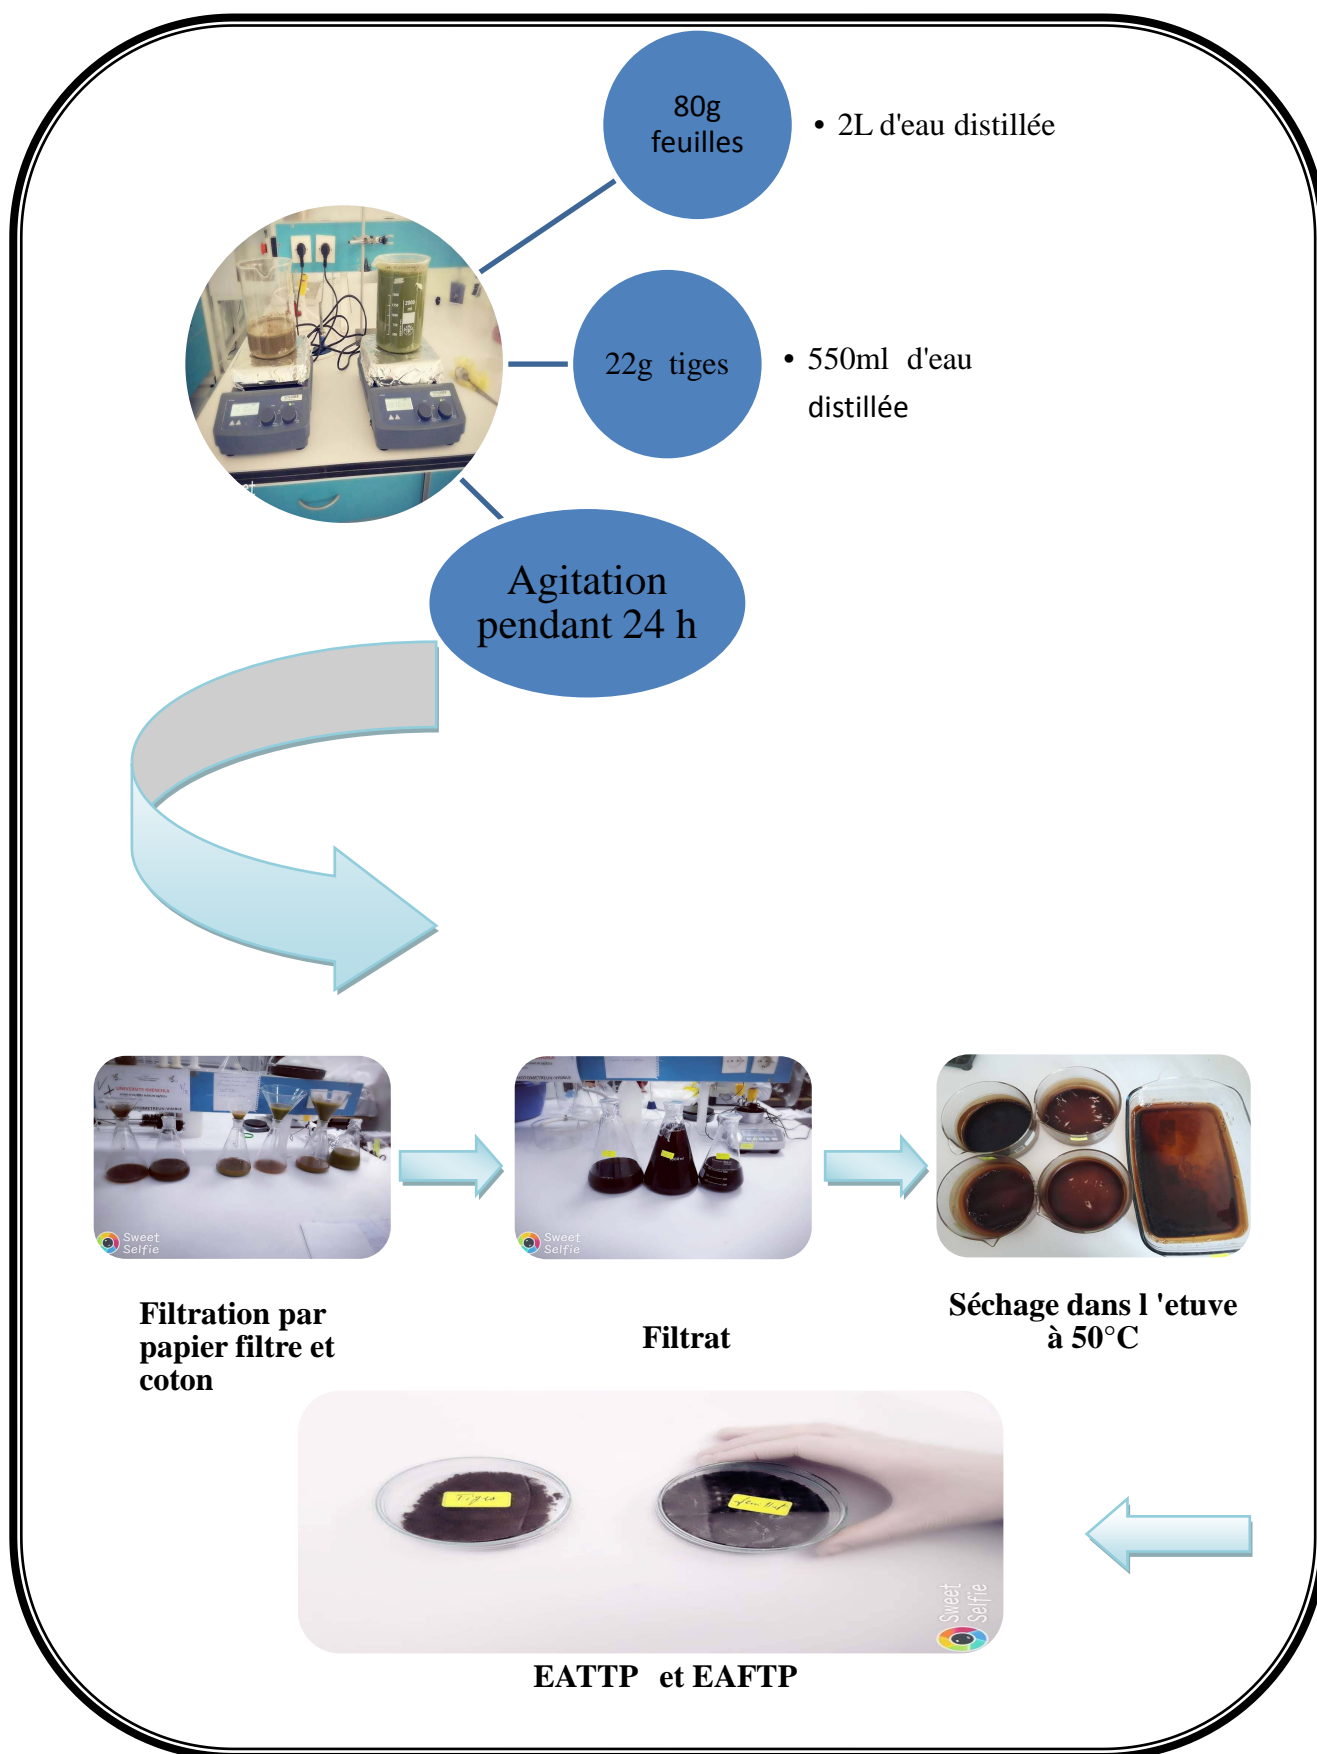 80g
feuilles
• 2L d'eau distillée
22g tiges
• 550ml d'eau
distillée
Agitation
pendant 24 h
Sweet
Selfie
Sweet
Selfie
Filtration par
papier filtre et
coton
Filtrat
Séchage dans l 'etuve
à 50°C
Tiges
Sweet
Selfie
EATTP et EAFTP